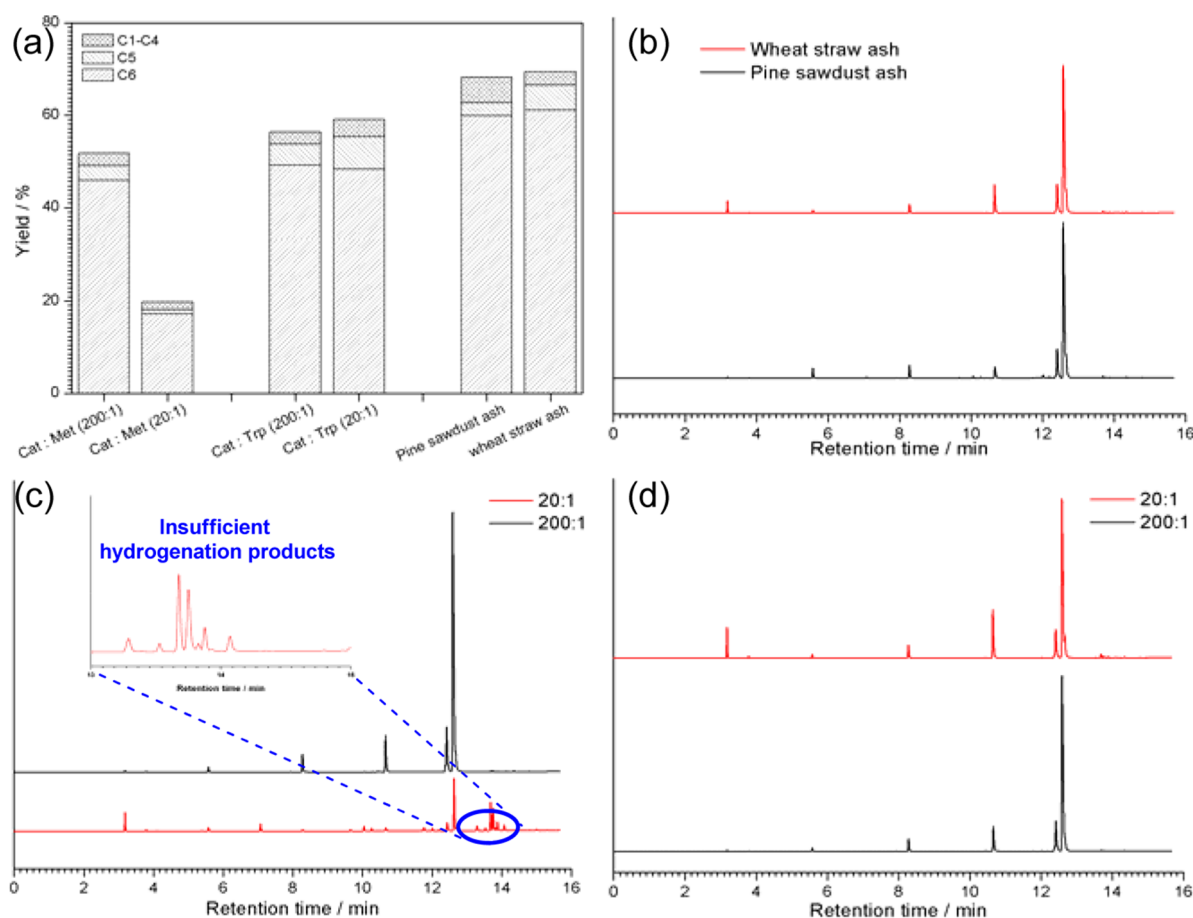 (a)
80
60
40
20
0
Yield / %
C1-C4
C5
C6
Cat : Met (200:1)
Cat : Met (20:1)
Cat : Trp (200:1)
Cat : Trp (20:1)
Pine sawdust ash
wheat straw ash
(b)
Wheat straw ash
Pine sawdust ash
0 2 4 6 8 10 12 14 16
Retention time / min
(c)
20:1
200:1
Insufficient
hydrogenation products
14
Retention time / min
0 2 4 6 8 10 12 14 16
Retention time / min
(d)
20:1
200:1
0 2 4 6 8 10 12 14 16
Retention time / min